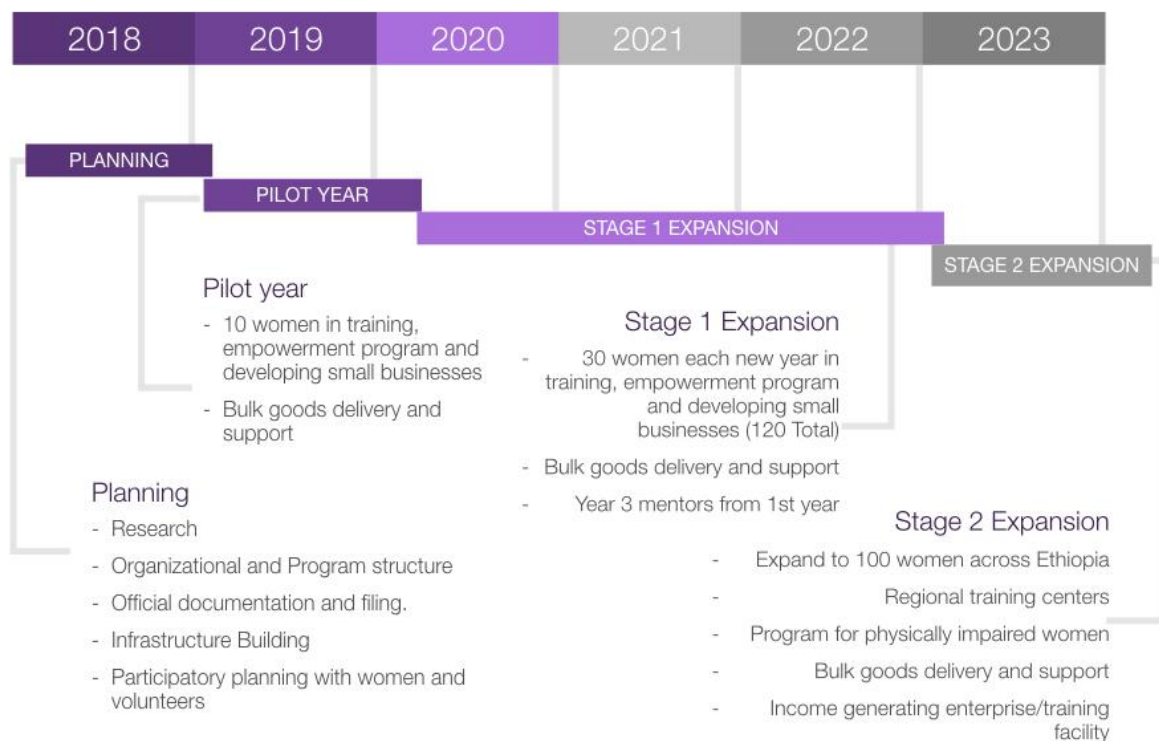 2018 2019 2020 2021 2022 2023
PLANNING
PILOT YEAR
STAGE 1 EXPANSION
STAGE 2 EXPANSION
Pilot year
- 10 women in training,
empowerment program and
developing small businesses
- Bulk goods delivery and
support
Stage 1 Expansion
- 30 women each new year in
training, empowerment program
and developing small
businesses (120 Total)
- Bulk goods delivery and support
- Year 3 mentors from 1st year
Planning
- Research
- Organizational and Program structure
- Official documentation and filing.
- Infrastructure Building
- Participatory planning with women and
volunteers
Stage 2 Expansion
- Expand to 100 women across Ethiopia
- Regional training centers
- Program for physically impaired women
- Bulk goods delivery and support
- Income generating enterprise/training
facility